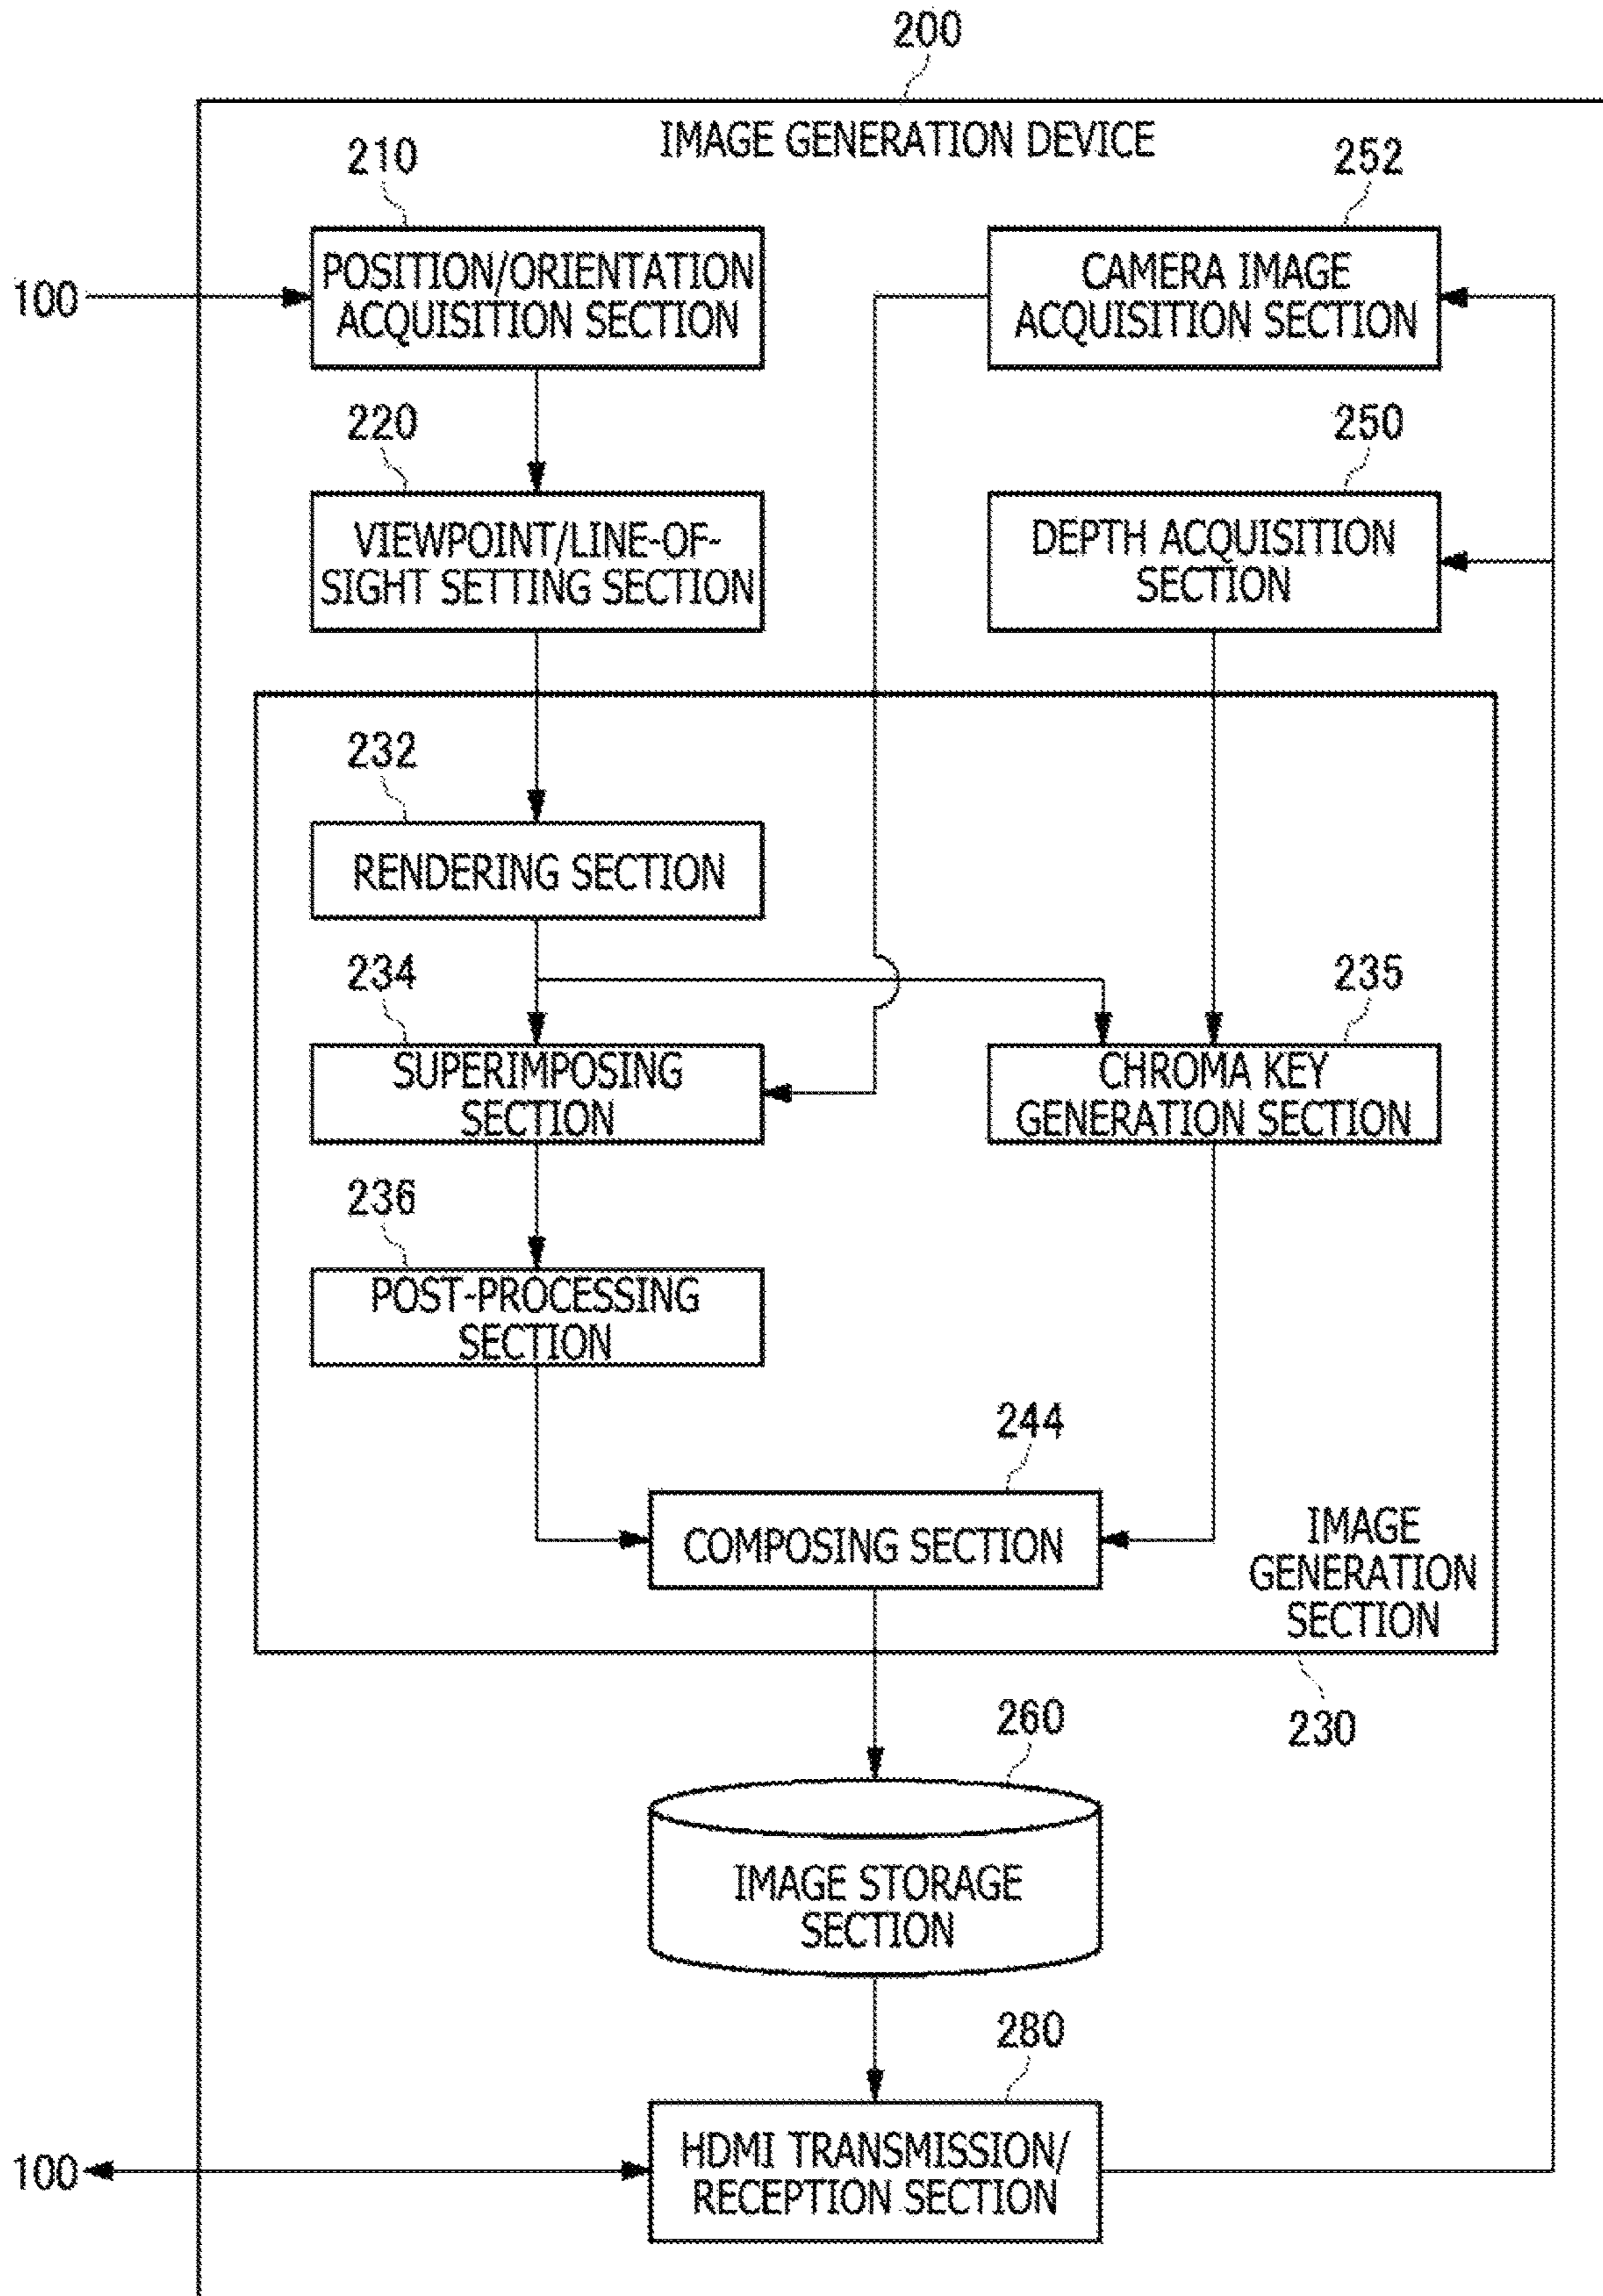 200
IMAGE GENERATION DEVICE
210
252
POSITION/ORIENTATION
ACQUISITION SECTION
CAMERA IMAGE
ACQUISITION SECTION
100
220
250
VIEWPOINT/LINE-OF-
SIGHT SETTING SECTION
DEPTH ACQUISITION
SECTION
232
RENDERING SECTION
234
235
SUPERIMPOSING
SECTION
CHROMA KEY
GENERATION SECTION
236
POST-PROCESSING
SECTION
244
COMPOSING SECTION
IMAGE
GENERATION
SECTION
230
260
IMAGE STORAGE
SECTION
280
HDMI TRANSMISSION/
RECEPTION SECTION
100